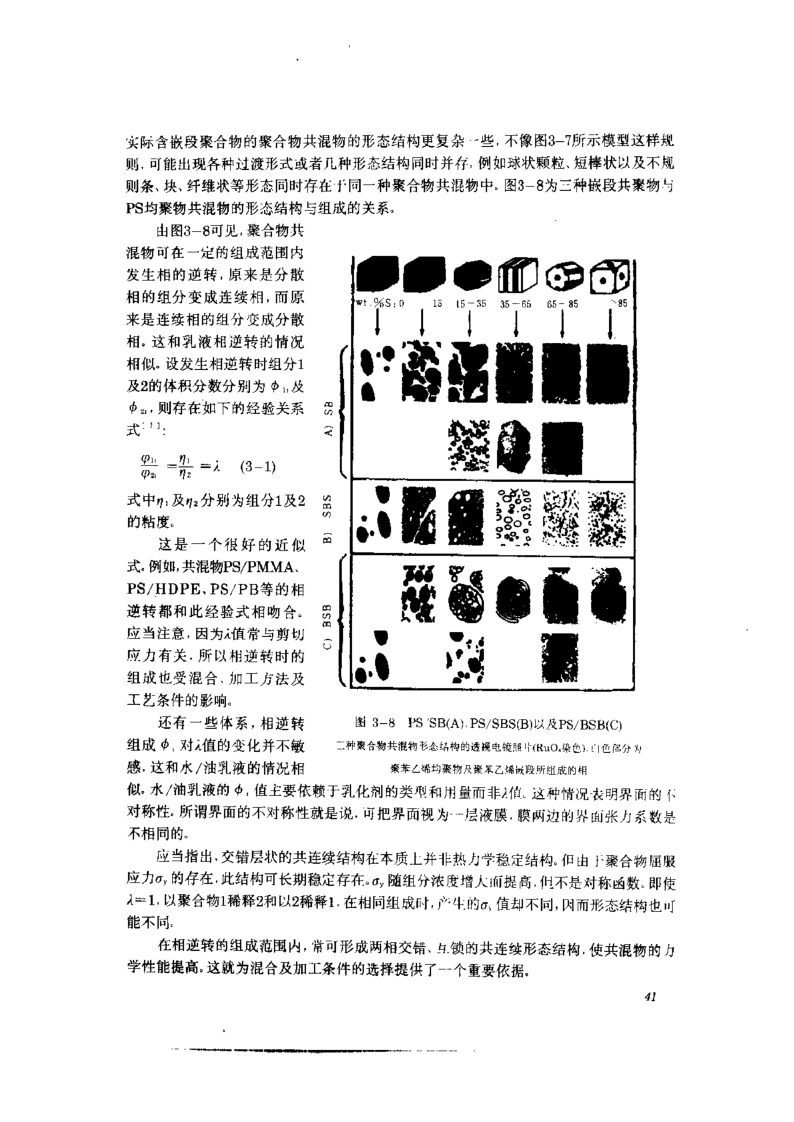 实际含嵌段聚合物的聚合物共混物的形态结构更复杂一些，不像图3—7所示模型这样规
则，可能出现各种过渡形式或者几种形态结构同时并存，例如球状颗粒、短棒状以及不规
则条、块、纤维状等形态同时存在于同一种聚合物共混物中。图3—8为三种嵌段共聚物与
PS均聚物共混物的形态结构与组成的关系。
由图3—8可见，聚合物共
混物可在一定的组成范围内
发生相的逆转，原来是分散
相的组分变成连续相，而原
来是连续相的组分变成分散
相。这和乳液相逆转的情况
相似。设发生相逆转时组分1
及2的体积分数分别为φ1i及
φ2i，则存在如下的经验关系
式[1]：
φ1i/φ2i = η1/η2 = λ (3-1)
式中η1及η2分别为组分1及2
的粘度。
这是一个很好的近似
式。例如，共混物PS/PMMA、
PS/HDPE、PS/PB等的相
逆转都和此经验式相吻合。
应当注意，因为λ值常与剪切
应力有关，所以相逆转时的
组成也受混合、加工方法及
工艺条件的影响。
还有一些体系，相逆转
组成φi对λ值的变化并不敏
感，这和水/油乳液的情况相
wt.%S:0 15 15-35 35-65 65-85 >85
A) SB
B) SBS
C) BSB
图 3-8 PS/SB(A)、PS/SBS(B)以及PS/BSB(C)
三种聚合物共混物形态结构的透视电镜照片(RuO4染色)，白色部分为
聚苯乙烯均聚物及聚苯乙烯嵌段所组成的相
似。水/油乳液的φi值主要依赖于乳化剂的类型和用量而非λ值。这种情况表明界面的不
对称性。所谓界面的不对称性就是说，可把界面视为一层液膜，膜两边的界面张力系数是
不相同的。
应当指出，交错层状的共连续结构在本质上并非热力学稳定结构。但由于聚合物屈服
应力σy的存在，此结构可长期稳定存在。σy随组分浓度增大而提高，但不是对称函数。即使
λ=1，以聚合物1稀释2和以2稀释1，在相同组成时，产生的σy值却不同，因而形态结构也可
能不同。
在相逆转的组成范围内，常可形成两相交错、互锁的共连续形态结构，使共混物的力
学性能提高。这就为混合及加工条件的选择提供了一个重要依据。
41